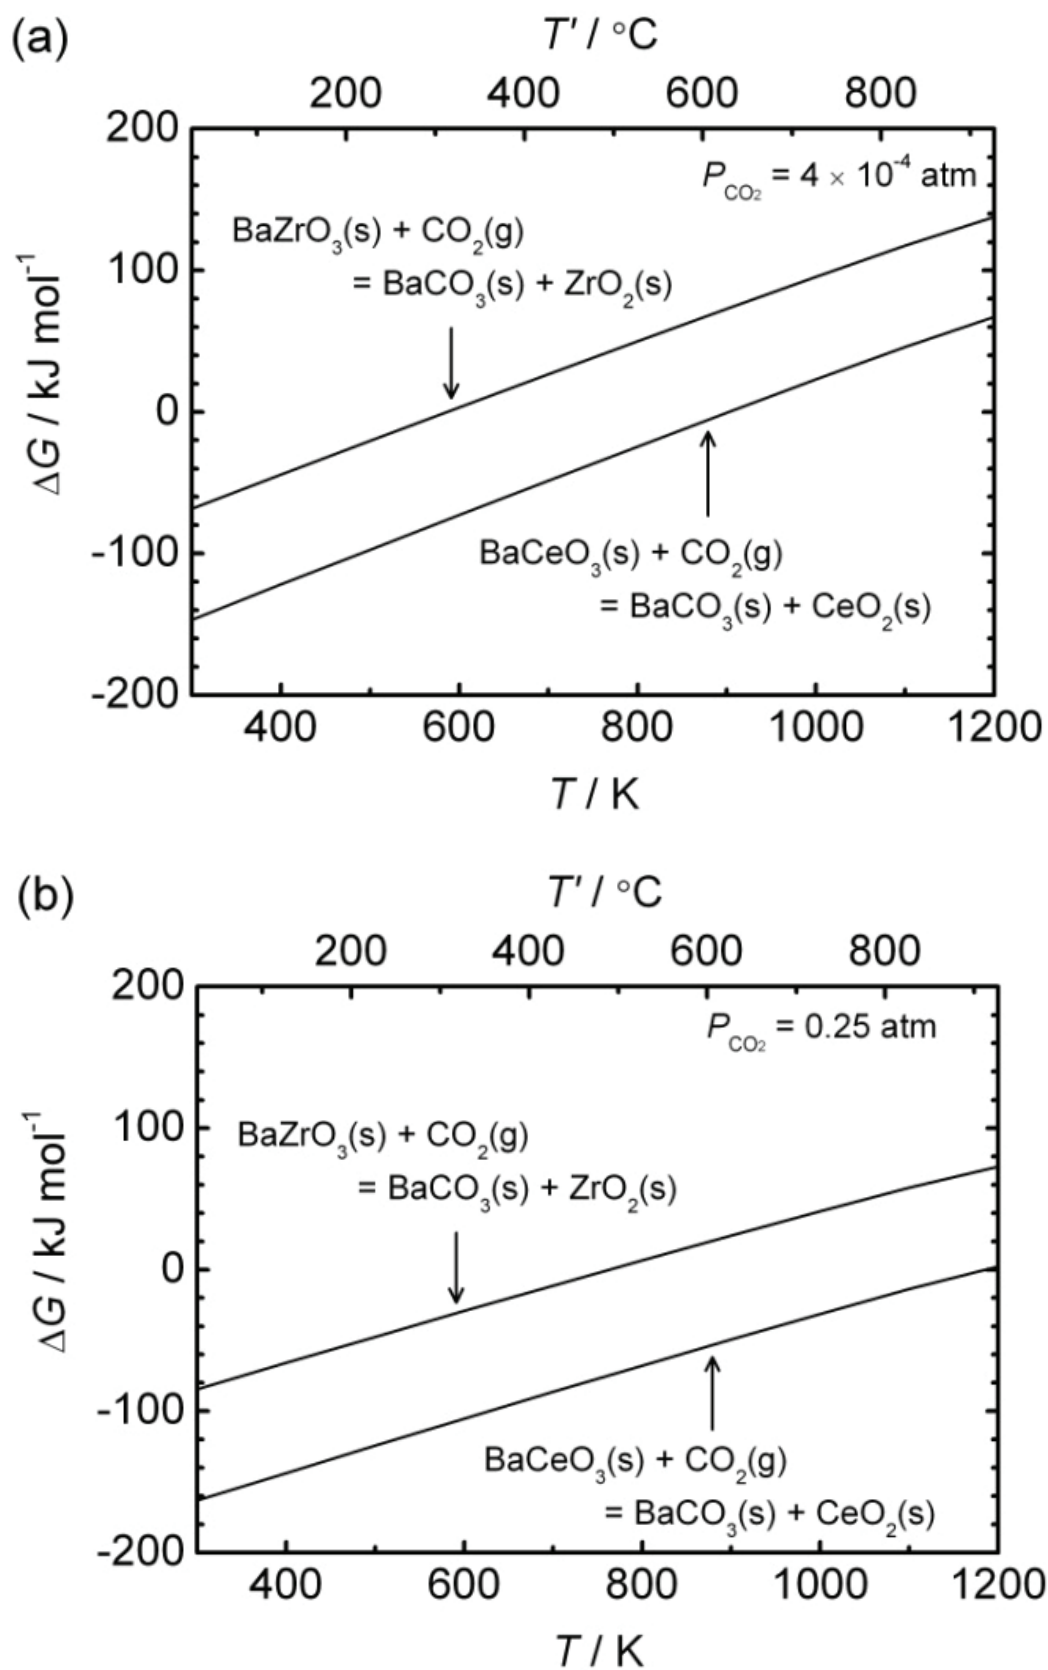 (a)
T' / °C
200 400 600 800
200
P_CO₂ = 4 × 10⁻⁴ atm
BaZrO₃(s) + CO₂(g)
= BaCO₃(s) + ZrO₂(s)
100
ΔG / kJ mol⁻¹
0
-100
BaCeO₃(s) + CO₂(g)
= BaCO₃(s) + CeO₂(s)
-200
400 600 800 1000 1200
T / K
(b)
T' / °C
200 400 600 800
200
P_CO₂ = 0.25 atm
100
BaZrO₃(s) + CO₂(g)
= BaCO₃(s) + ZrO₂(s)
ΔG / kJ mol⁻¹
0
-100
BaCeO₃(s) + CO₂(g)
= BaCO₃(s) + CeO₂(s)
-200
400 600 800 1000 1200
T / K